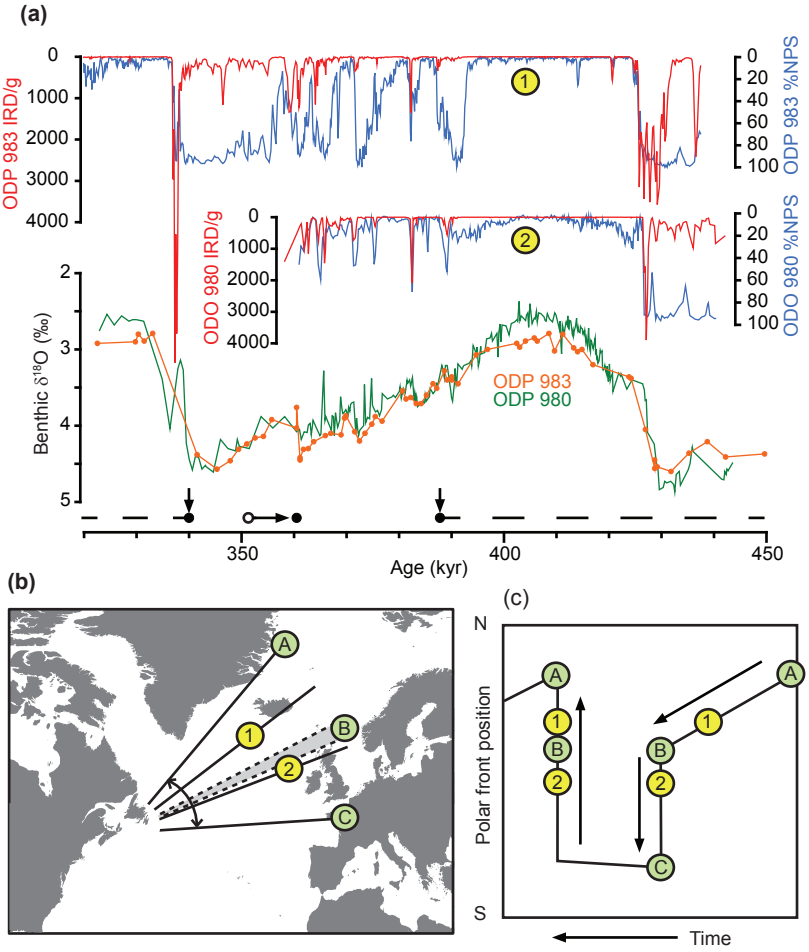 (a)
0
1000
2000
3000
4000
ODP 983 IRD/g
0
20
40
60
80
100
ODP 983 %NPS
1
0
1000
2000
3000
4000
ODO 980 IRD/g
0
20
40
60
80
100
ODO 980 %NPS
2
2
3
4
5
Benthic δ18O (‰)
ODP 983
ODP 980
350
400
450
Age (kyr)
(b)
A
1
B
2
C
(c)
N
S
Polar front position
A
1
B
2
A
1
B
2
C
Time